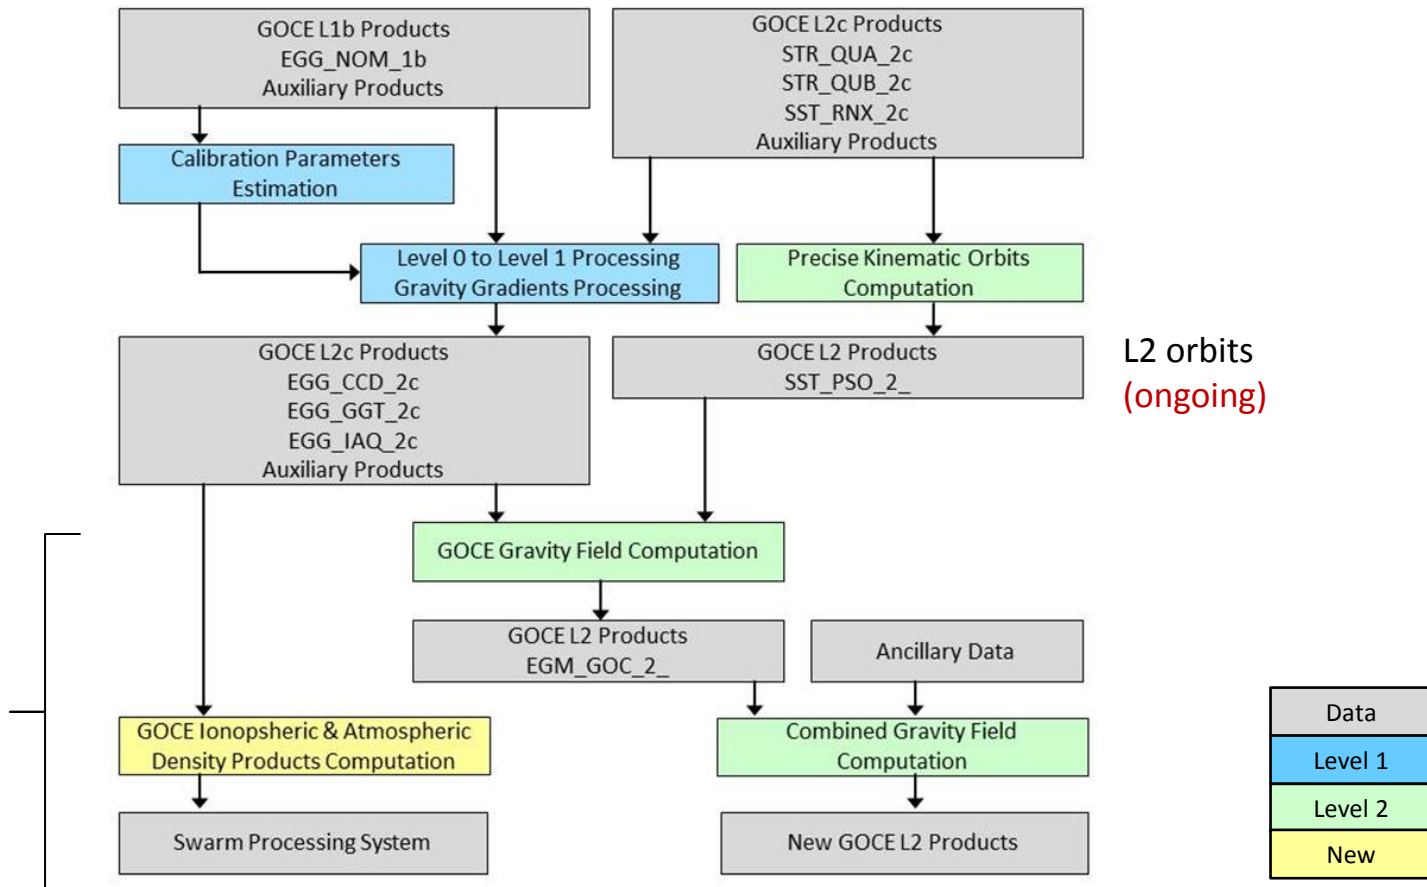 GOCE L1b Products
EGG_NOM_1b
Auxiliary Products
GOCE L2c Products
STR_QUA_2c
STR_QUB_2c
SST_RNX_2c
Auxiliary Products
Calibration Parameters
Estimation
Level 0 to Level 1 Processing
Gravity Gradients Processing
Precise Kinematic Orbits
Computation
GOCE L2c Products
EGG_CCD_2c
EGG_GGT_2c
EGG_IAQ_2c
Auxiliary Products
GOCE L2 Products
SST_PSO_2_
L2 orbits
(ongoing)
GOCE Gravity Field Computation
GOCE L2 Products
EGM_GOC_2_
Ancillary Data
GOCE Ionopsheric & Atmospheric
Density Products Computation
Combined Gravity Field
Computation
Swarm Processing System
New GOCE L2 Products
Data
Level 1
Level 2
New